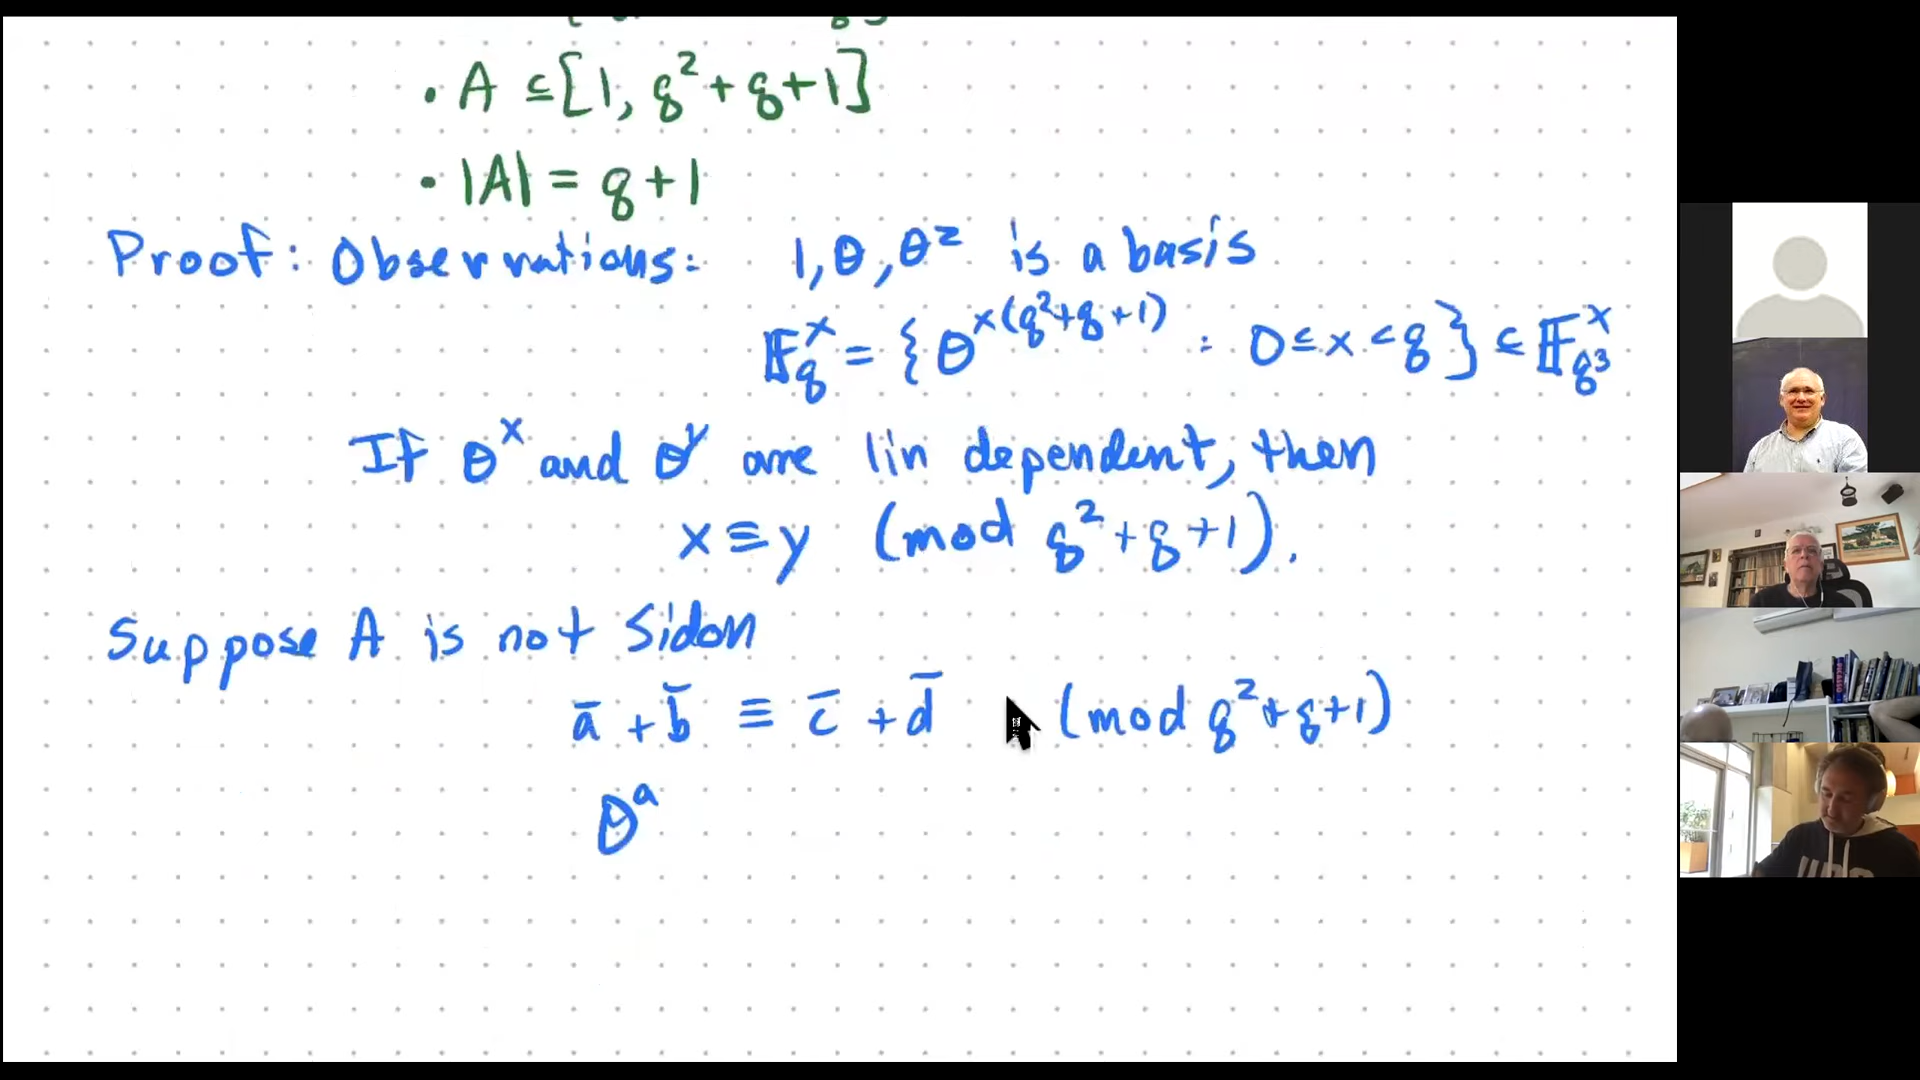 • A ⊆ [1, q² + q + 1]
• |A| = q + 1
Proof: Observations: 1, θ, θ² is a basis
𝔽_q^× = { θ^{x(q²+q+1)} : 0 ≤ x < q } ⊆ 𝔽_{q³}^×
If θ^x and θ^y are lin dependent, then
x ≡ y (mod q² + q + 1).
Suppose A is not Sidon
ā + b̄ ≡ c̄ + d̄ (mod q² + q + 1)
θ^a